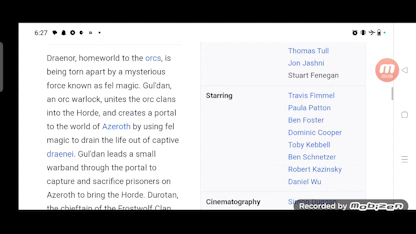 6:27
Draenor, homeworld to the orcs, is
being torn apart by a mysterious
force known as fel magic. Gul'dan,
an orc warlock, unites the orc clans
into the Horde, and creates a portal
to the world of Azeroth by using fel
magic to drain the life out of captive
draenei. Gul'dan leads a small
warband through the portal to
capture and sacrifice prisoners on
Azeroth to bring the Horde. Durotan,
the chieftain of the Frostwolf Clan
Thomas Tull
Jon Jashni
Stuart Fenegan
Starring
Travis Fimmel
Paula Patton
Ben Foster
Dominic Cooper
Toby Kebbell
Ben Schnetzer
Robert Kazinsky
Daniel Wu
Cinematography
Recorded by mobizen